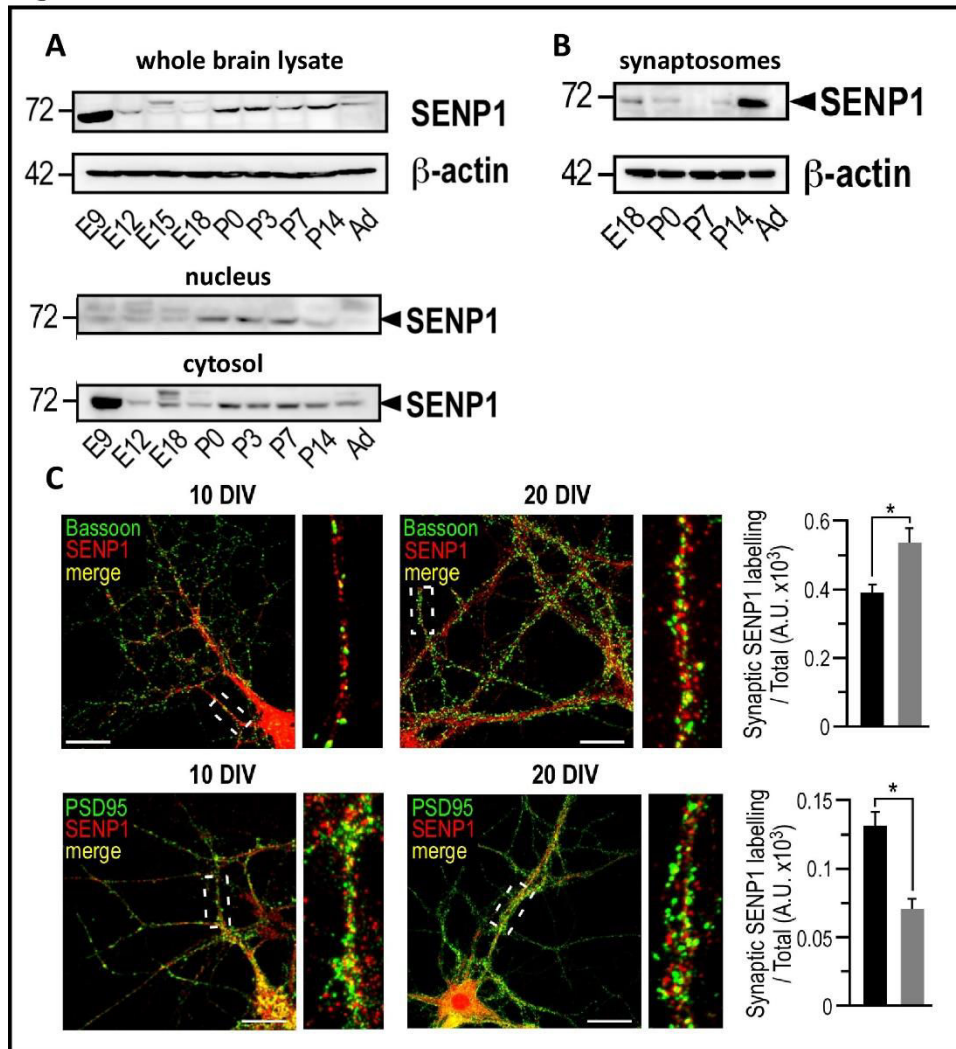 A
whole brain lysate
72
SENP1
42
β-actin
E9 E12 E15 E18 P0 P3 P7 P14 Ad
nucleus
72
SENP1
cytosol
72
SENP1
E9 E12 E18 P0 P3 P7 P14 Ad
B
synaptosomes
72
SENP1
42
β-actin
E18 P0 P7 P14 Ad
C
10 DIV
Bassoon
SENP1
merge
20 DIV
Bassoon
SENP1
merge
Synaptic SENP1 labelling
/ Total (A.U. x10³)
0.6
0.4
0.2
0
*
10 DIV
PSD95
SENP1
merge
20 DIV
PSD95
SENP1
merge
Synaptic SENP1 labelling
/ Total (A.U. x10³)
0.15
0.1
0.05
0
*